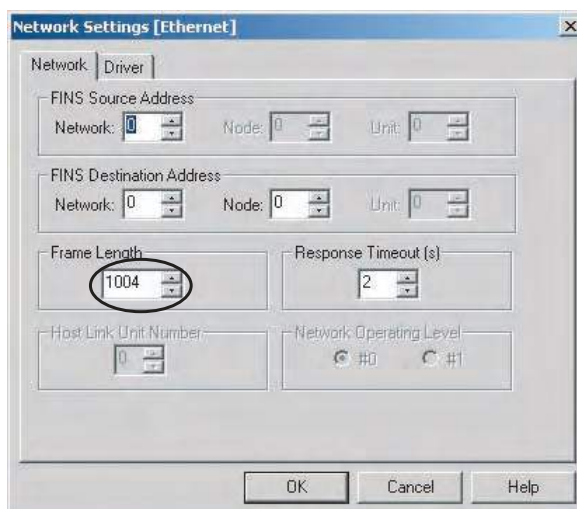 Network Settings [Ethernet]
Network Driver
FINS Source Address
Network: 0 Node: 0 Unit: 0
FINS Destination Address
Network: 0 Node: 0 Unit: 0
Frame Length Response Timeout (s)
1004 2
Host Link Unit Number Network Operating Level
0 #0 #1
OK Cancel Help